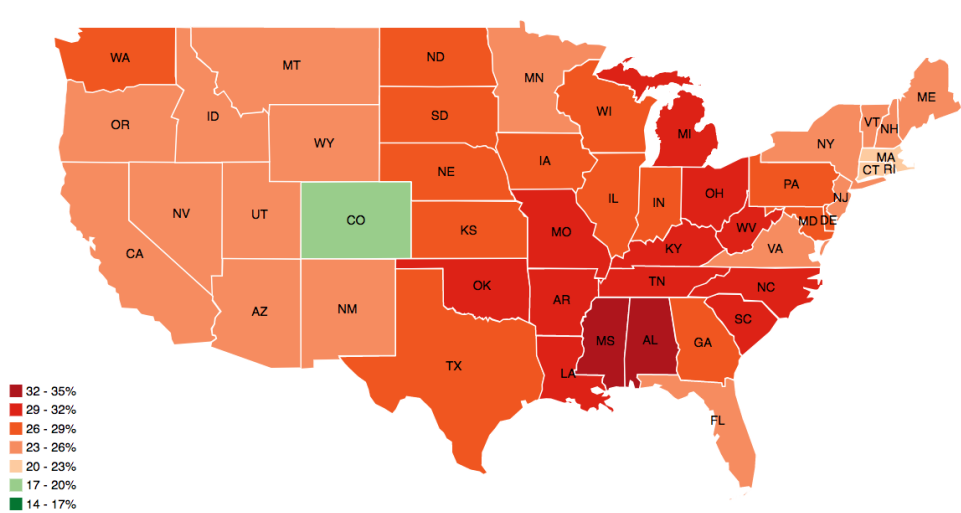 WA
ND
MT
MN
ME
OR
ID
SD
WI
VT
NH
MI
NY
WY
MA
CT RI
IA
NE
PA
OH
NJ
IL
IN
NV
UT
CO
MD DE
KS
MO
WV
VA
KY
CA
TN
OK
NC
AZ
NM
AR
SC
MS
AL
GA
TX
LA
FL
32 - 35%
29 - 32%
26 - 29%
23 - 26%
20 - 23%
17 - 20%
14 - 17%